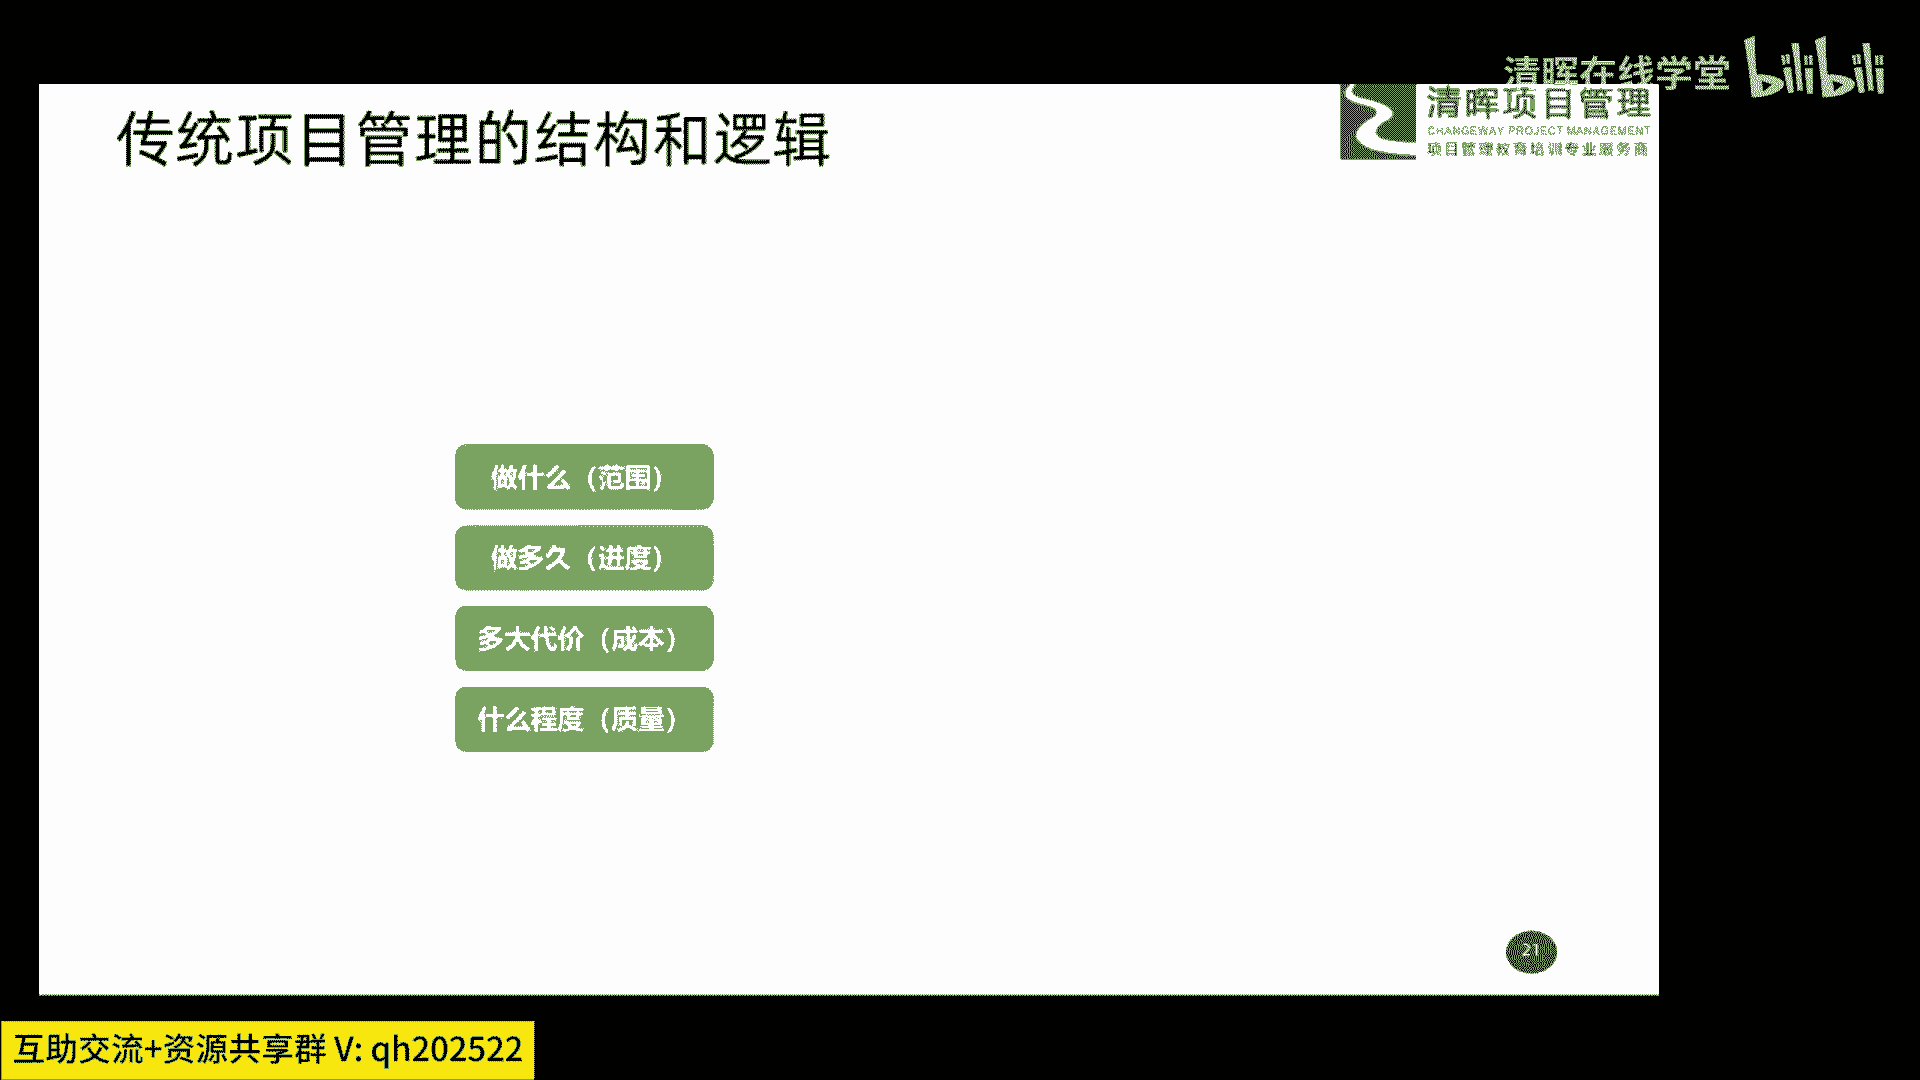 清晖在线学堂 bilibili
传统项目管理的结构和逻辑
清晖项目管理
CHANGEWAY PROJECT MANAGEMENT
项目管理教育培训专业服务商
做什么（范围）
做多久（进度）
多大代价（成本）
什么程度（质量）
21
互助交流+资源共享群 V: qh202522